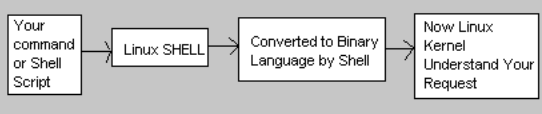 Your
command
or Shell
Script
Linux SHELL
Converted to Binary
Language by Shell
Now Linux
Kernel
Understand Your
Request